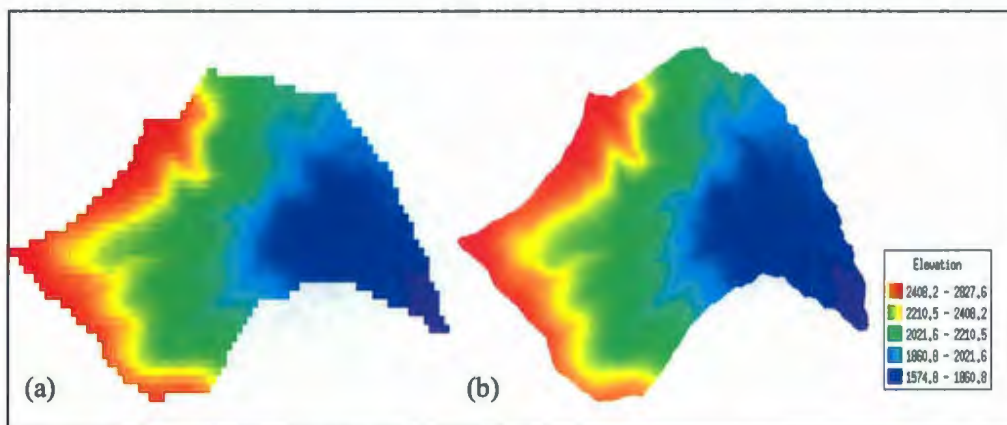 (a)
(b)
Elevation
2408.2 - 2827.6
2210.5 - 2408.2
2021.6 - 2210.5
1860.8 - 2021.6
1574.8 - 1860.8